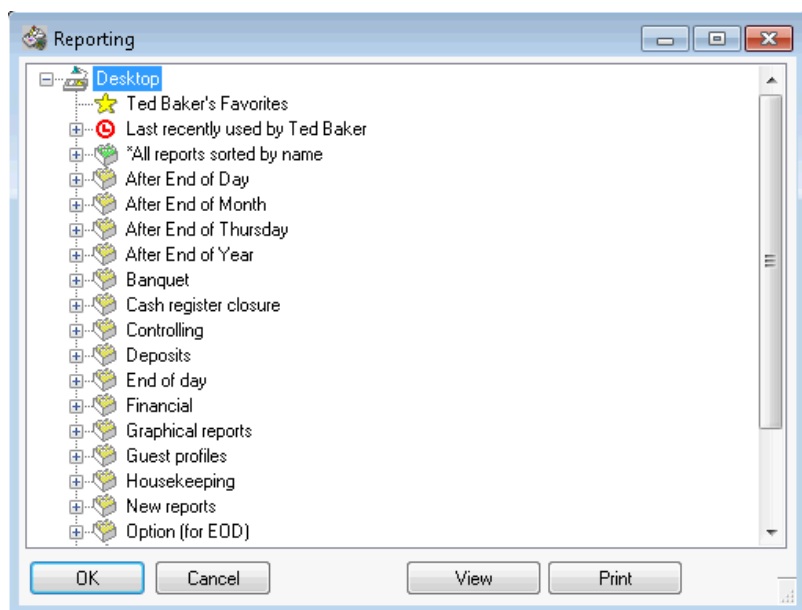 Reporting
Desktop
Ted Baker's Favorites
Last recently used by Ted Baker
*All reports sorted by name
After End of Day
After End of Month
After End of Thursday
After End of Year
Banquet
Cash register closure
Controlling
Deposits
End of day
Financial
Graphical reports
Guest profiles
Housekeeping
New reports
Option (for EOD)
OK Cancel View Print